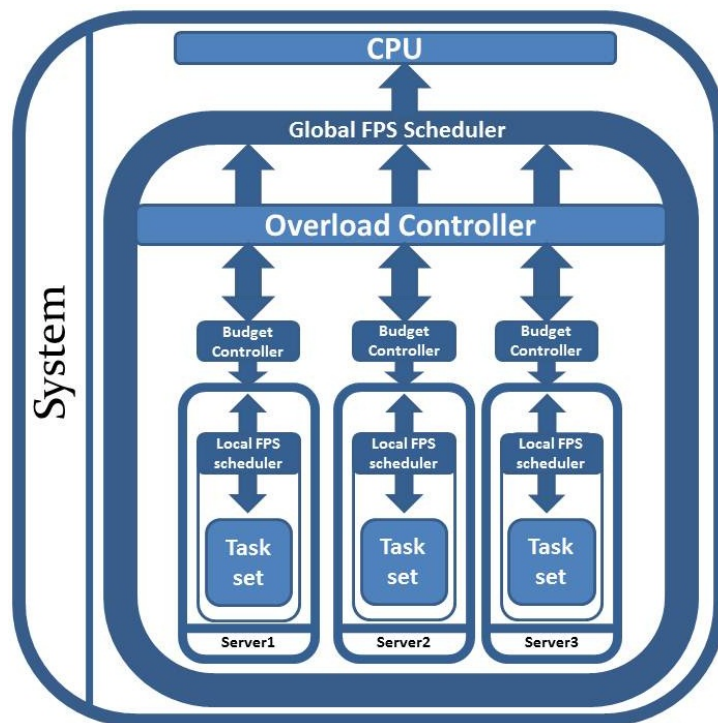 System
CPU
Global FPS Scheduler
Overload Controller
Budget
Controller
Budget
Controller
Budget
Controller
Local FPS
scheduler
Local FPS
scheduler
Local FPS
scheduler
Task
set
Task
set
Task
set
Server1
Server2
Server3